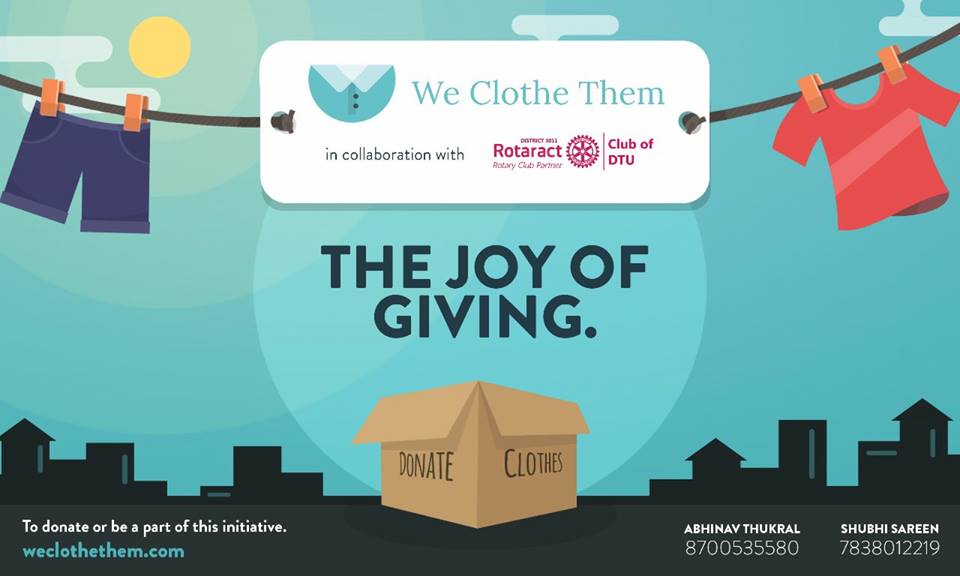 We Clothe Them
in collaboration with
DISTRICT 3011
Rotaract
Rotary Club Partner
Club of
DTU
THE JOY OF
GIVING.
DONATE
CLOTHES
To donate or be a part of this initiative.
weclothethem.com
ABHINAV THUKRAL
8700535580
SHUBHI SAREEN
7838012219